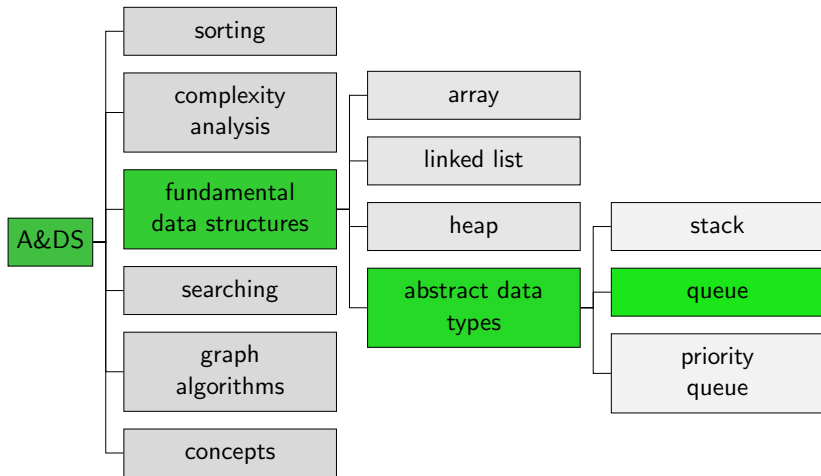 A&DS
sorting
complexity
analysis
fundamental
data structures
searching
graph
algorithms
concepts
array
linked list
heap
abstract data
types
stack
queue
priority
queue